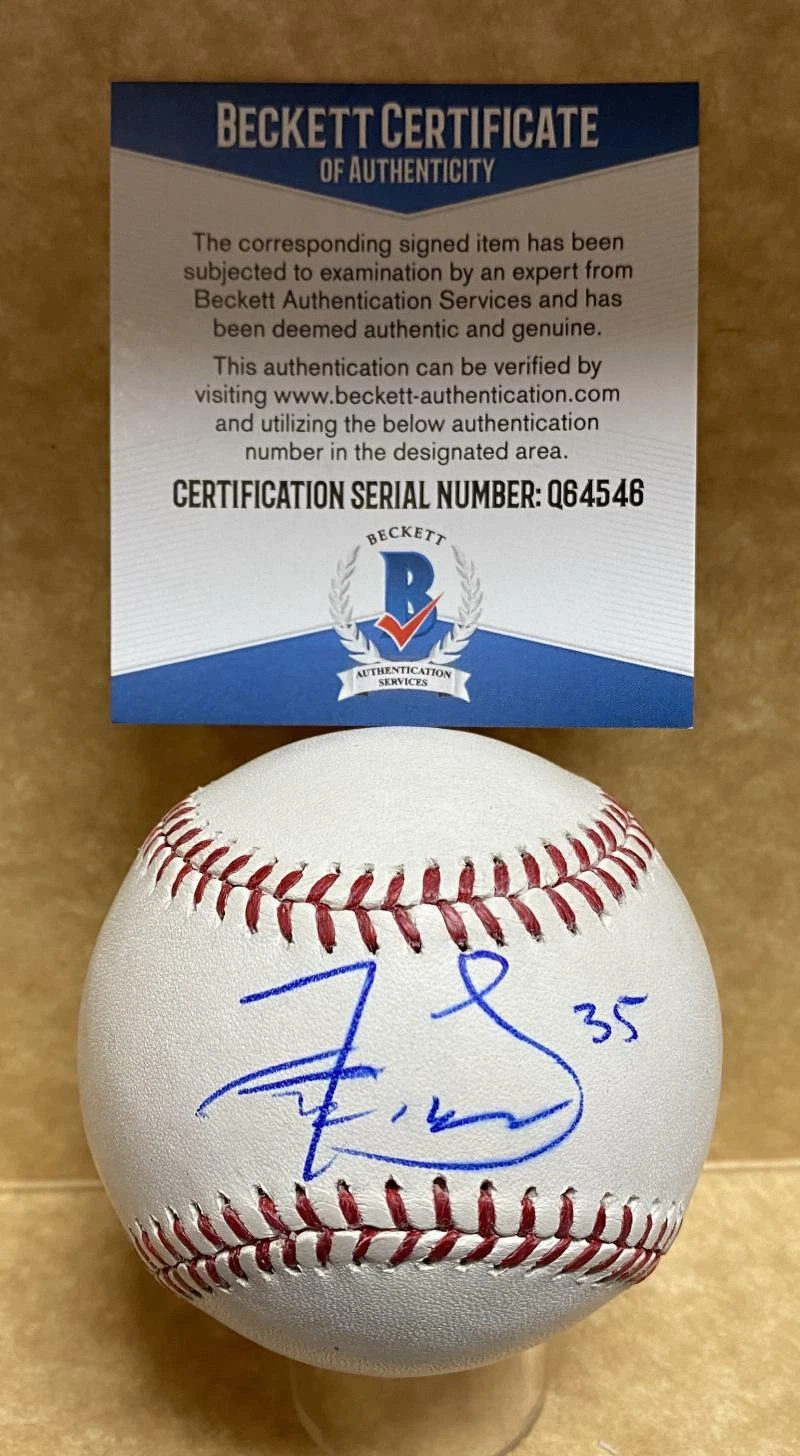 BECKETT CERTIFICATE
OF AUTHENTICITY
The corresponding signed item has been
subjected to examination by an expert from
Beckett Authentication Services and has
been deemed authentic and genuine.
This authentication can be verified by
visiting www.beckett-authentication.com
and utilizing the below authentication
number in the designated area.
CERTIFICATION SERIAL NUMBER: Q64546
BECKETT
B
AUTHENTICATION
SERVICES
35